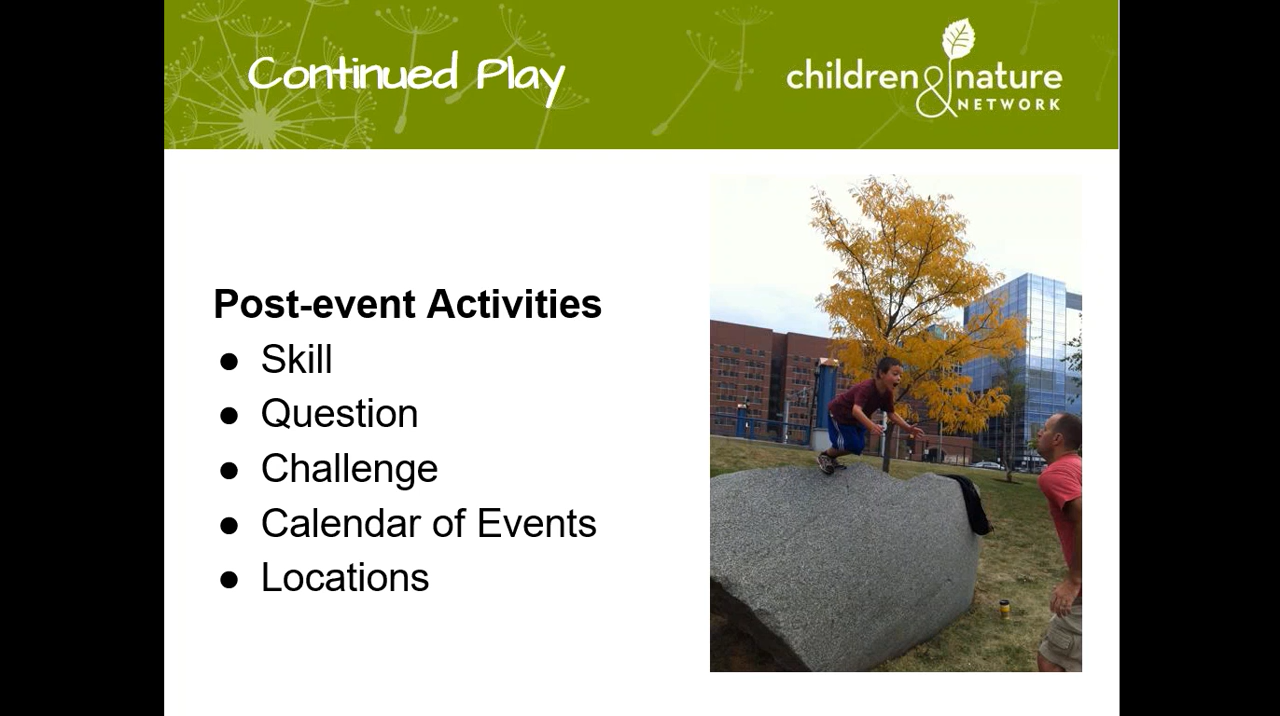 Continued Play
children & nature
NETWORK
Post-event Activities
● Skill
● Question
● Challenge
● Calendar of Events
● Locations